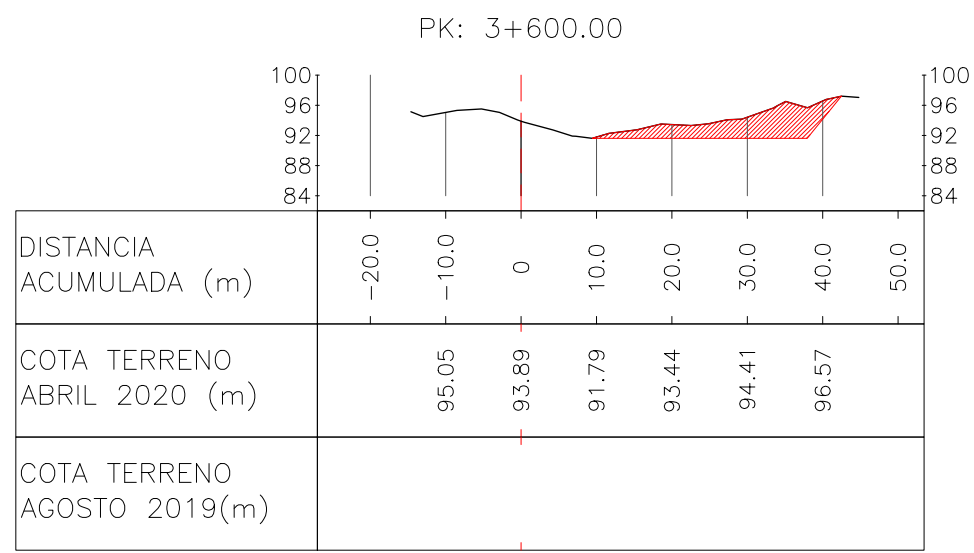 PK: 3+600.00
100 100
96 96
92 92
88 88
84 84
DISTANCIA
ACUMULADA (m)
-20.0 -10.0 0 10.0 20.0 30.0 40.0 50.0
COTA TERRENO
ABRIL 2020 (m)
95.05 93.89 91.79 93.44 94.41 96.57
COTA TERRENO
AGOSTO 2019(m)